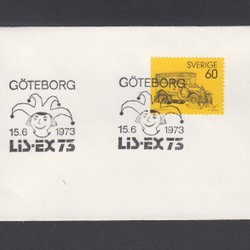 GÖTEBORG
15.6 1973
LiS-EX 73
GÖTEBORG
15.6 1973
LiS-EX 73
SVERIGE
60